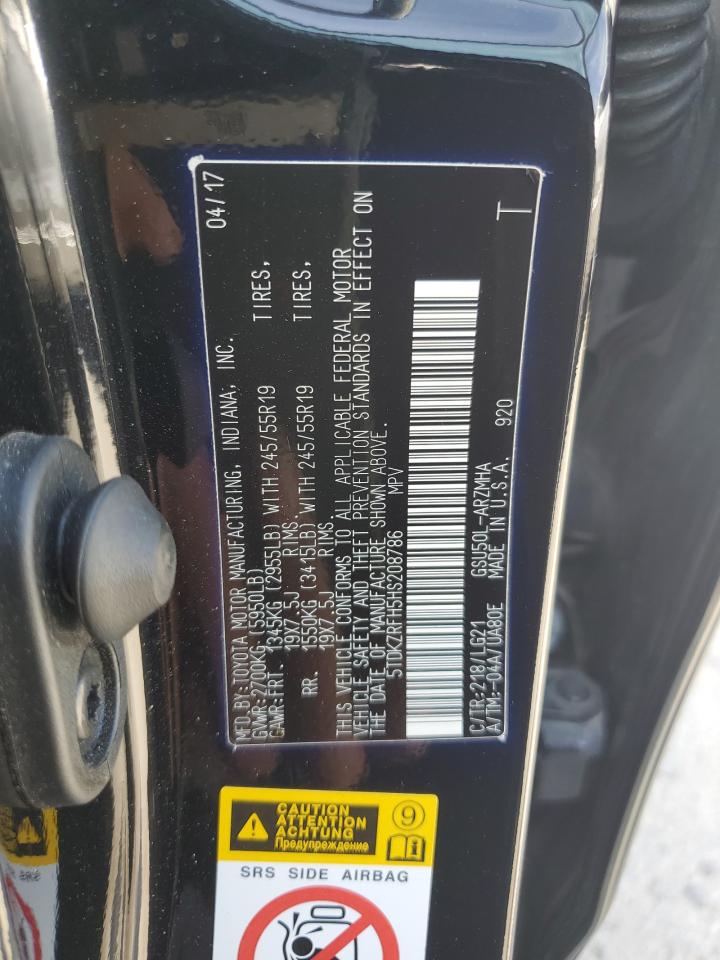 MFD.BY:TOYOTA MOTOR MANUFACTURING, INDIANA, INC. 04/17
GVWR:2700KG (5950LB)
GAWR:FRT. 1345KG (2955LB) WITH 245/55R19 TIRES,
19X7.5J RIMS.
RR. 1550KG (3415LB) WITH 245/55R19 TIRES,
19X7.5J RIMS.
THIS VEHICLE CONFORMS TO ALL APPLICABLE FEDERAL MOTOR
VEHICLE SAFETY AND THEFT PREVENTION STANDARDS IN EFFECT ON
THE DATE OF MANUFACTURE SHOWN ABOVE.
5TDKZRFH5HS208786 MPV
C/TR:218/LG21 GSU50L-ARZMHA
A/TM:-04A/UA80E MADE IN U.S.A. 920 T
CAUTION
ATTENTION
ACHTUNG
Предупреждение
9
i
SRS SIDE AIRBAG